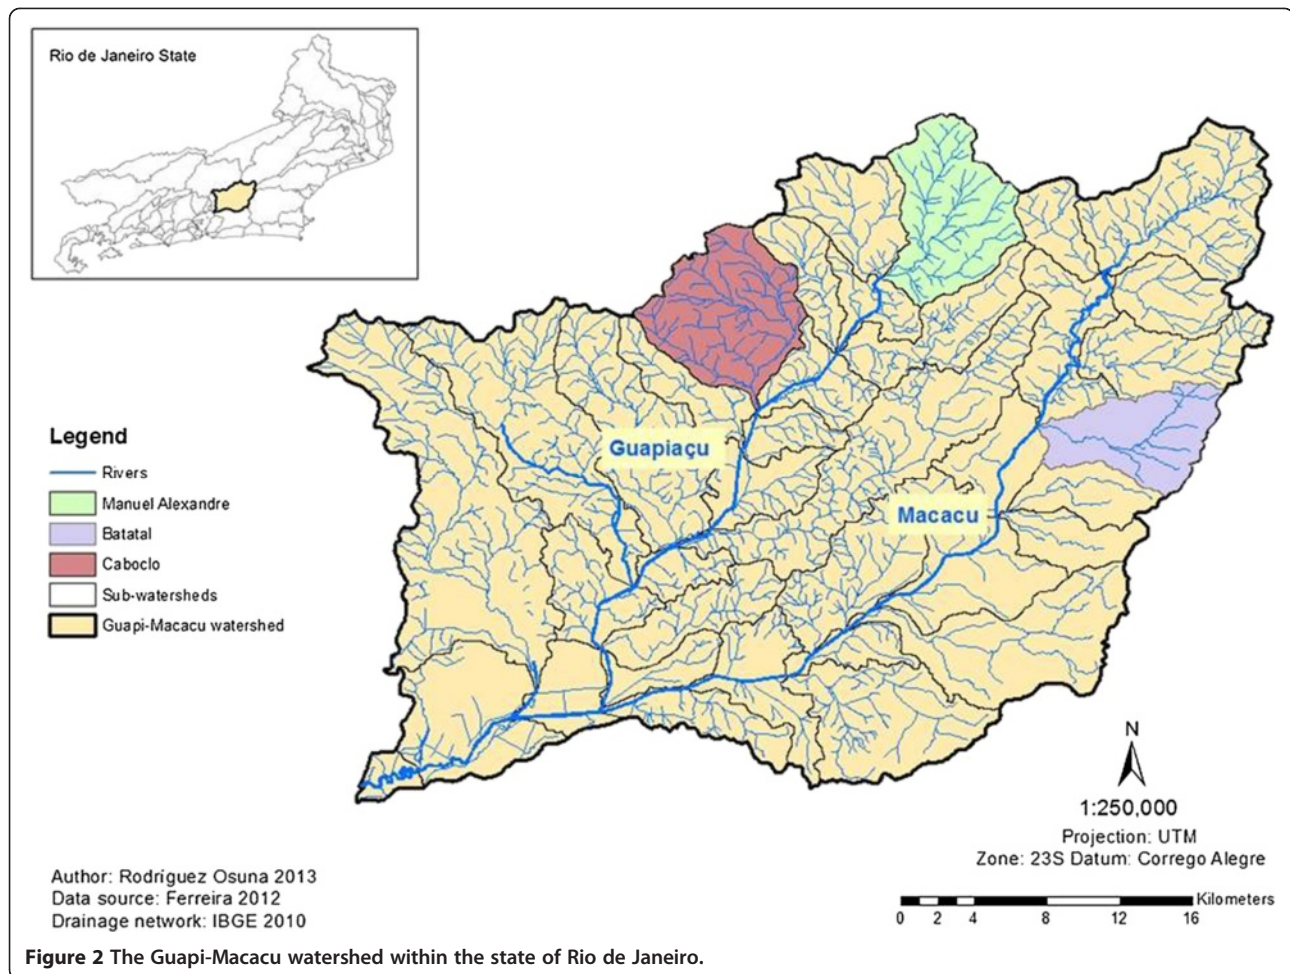 Rio de Janeiro State
Guapiaçu
Macacu
Legend
Rivers
Manuel Alexandre
Batatal
Caboclo
Sub-watersheds
Guapi-Macacu watershed
N
1:250,000
Projection: UTM
Zone: 23S Datum: Corrego Alegre
Kilometers
0 2 4 8 12 16
Author: Rodríguez Osuna 2013
Data source: Ferreira 2012
Drainage network: IBGE 2010
Figure 2 The Guapi-Macacu watershed within the state of Rio de Janeiro.